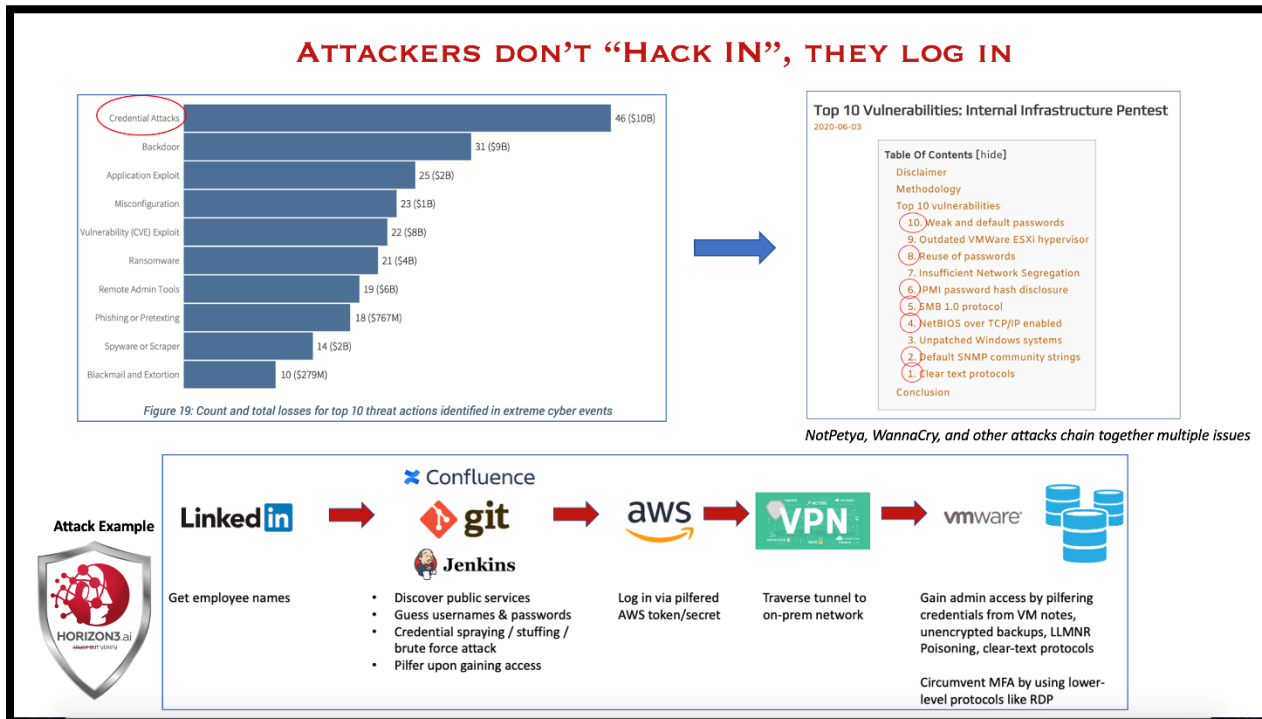 ATTACKERS DON'T "HACK IN", THEY LOG IN
Credential Attacks 46 ($10B)
Backdoor 31 ($9B)
Application Exploit 25 ($2B)
Misconfiguration 23 ($1B)
Vulnerability (CVE) Exploit 22 ($8B)
Ransomware 21 ($4B)
Remote Admin Tools 19 ($6B)
Phishing or Pretexting 18 ($767M)
Spyware or Scraper 14 ($2B)
Blackmail and Extortion 10 ($279M)
Figure 19: Count and total losses for top 10 threat actions identified in extreme cyber events
Top 10 Vulnerabilities: Internal Infrastructure Pentest
2020-06-03
Table Of Contents [hide]
Disclaimer
Methodology
Top 10 vulnerabilities
10. Weak and default passwords
9. Outdated VMWare ESXi hypervisor
8. Reuse of passwords
7. Insufficient Network Segregation
6. IPMI password hash disclosure
5. SMB 1.0 protocol
4. NetBIOS over TCP/IP enabled
3. Unpatched Windows systems
2. Default SNMP community strings
1. Clear text protocols
Conclusion
NotPetya, WannaCry, and other attacks chain together multiple issues
Attack Example
HORIZON3.ai
TRUST BUT VERIFY
Linked in
Get employee names
Confluence
git
Jenkins
• Discover public services
• Guess usernames & passwords
• Credential spraying / stuffing /
brute force attack
• Pilfer upon gaining access
aws
Log in via pilfered
AWS token/secret
VPN
Traverse tunnel to
on-prem network
vmware®
Gain admin access by pilfering
credentials from VM notes,
unencrypted backups, LLMNR
Poisoning, clear-text protocols
Circumvent MFA by using lower-
level protocols like RDP